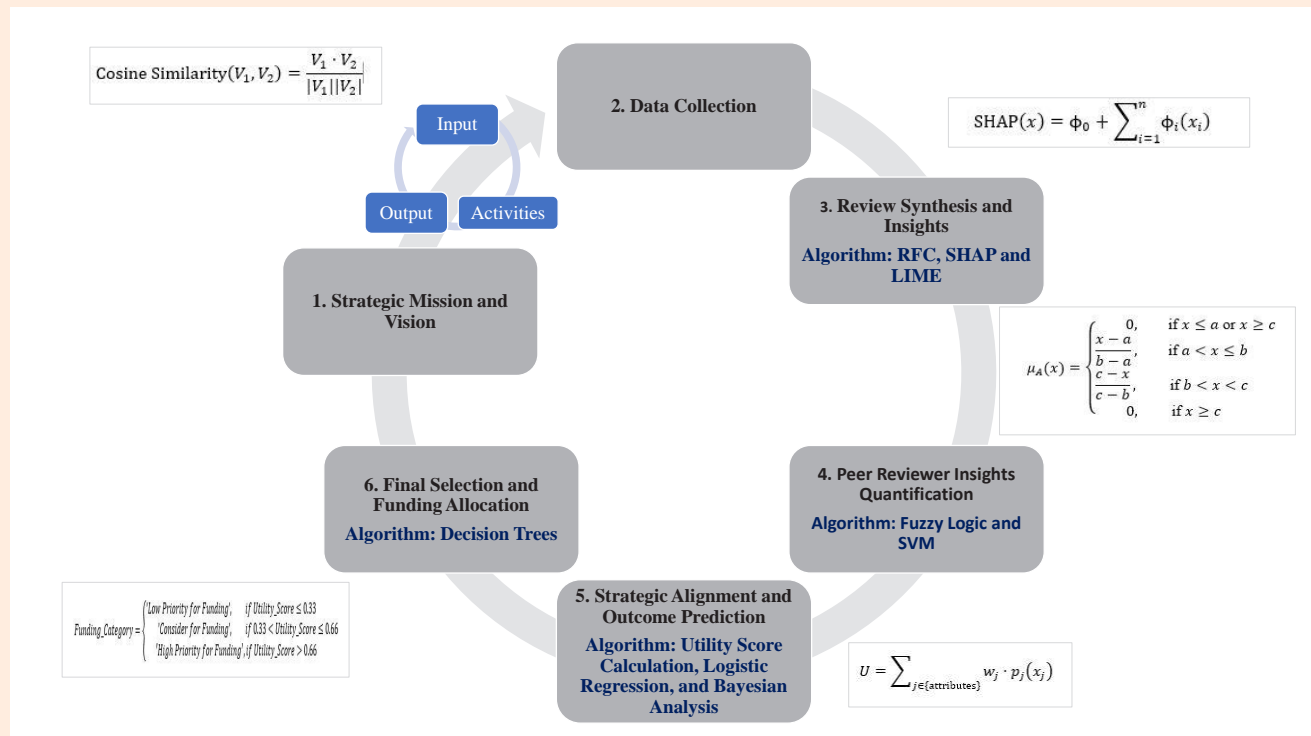 Cosine Similarity(V₁, V₂) = V₁ · V₂ / |V₁||V₂|
Input
Output
Activities
2. Data Collection
SHAP(x) = ϕ₀ + ∑ⁿᵢ₌₁ ϕᵢ(xᵢ)
3. Review Synthesis and
Insights
Algorithm: RFC, SHAP and
LIME
1. Strategic Mission and
Vision
μ_A(x) = {
0, if x ≤ a or x ≥ c
x − a / b − a, if a < x ≤ b
c − x / c − b, if b < x < c
0, if x ≥ c
4. Peer Reviewer Insights
Quantification
Algorithm: Fuzzy Logic and
SVM
6. Final Selection and
Funding Allocation
Algorithm: Decision Trees
5. Strategic Alignment and
Outcome Prediction
Algorithm: Utility Score
Calculation, Logistic
Regression, and Bayesian
Analysis
Funding_Category = {
'Low Priority for Funding', if Utility_Score ≤ 0.33
'Consider for Funding', if 0.33 < Utility_Score ≤ 0.66
'High Priority for Funding', if Utility_Score > 0.66
U = ∑ j∈{attributes} wⱼ · pⱼ(xⱼ)